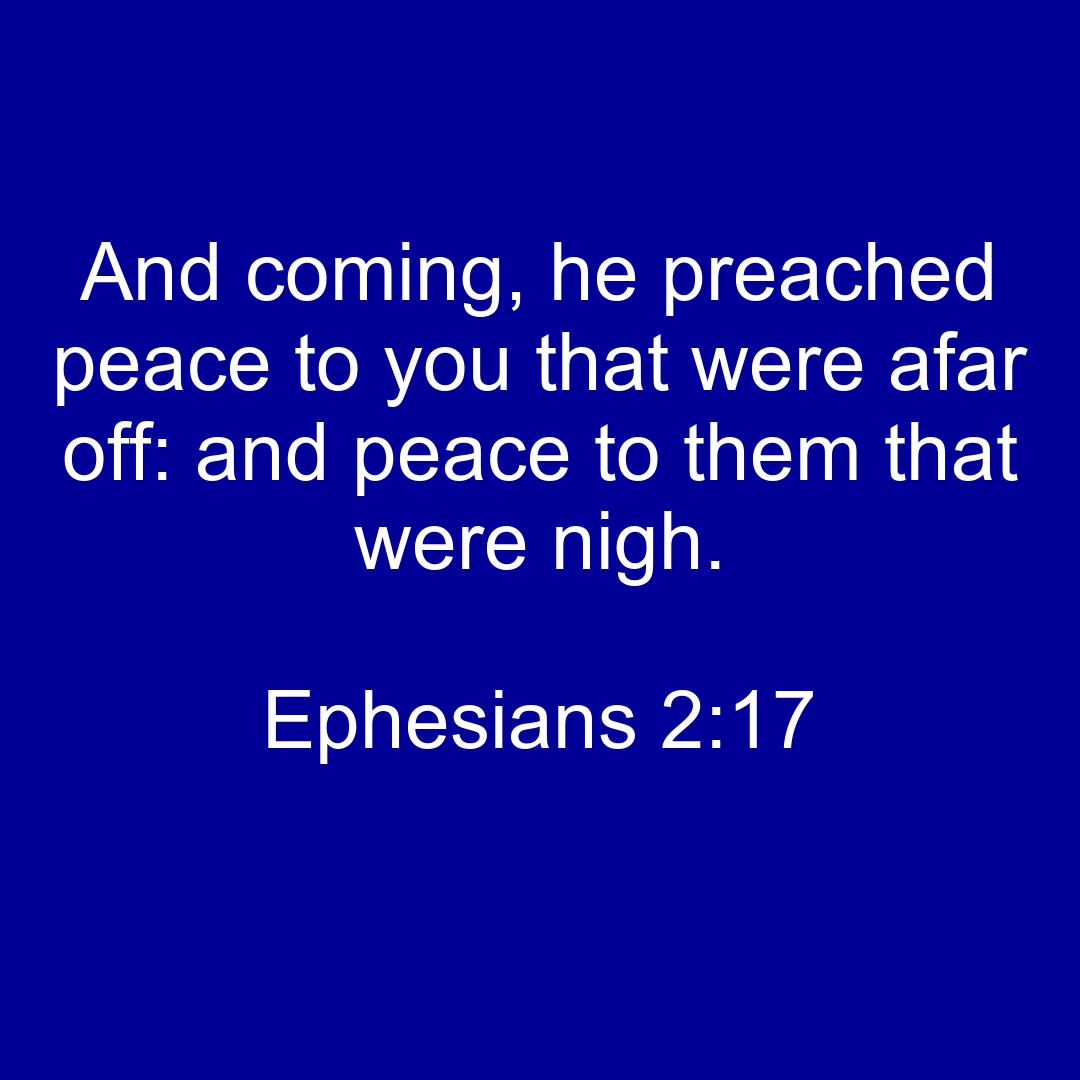 And coming, he preached
peace to you that were afar
off: and peace to them that
were nigh.
Ephesians 2:17